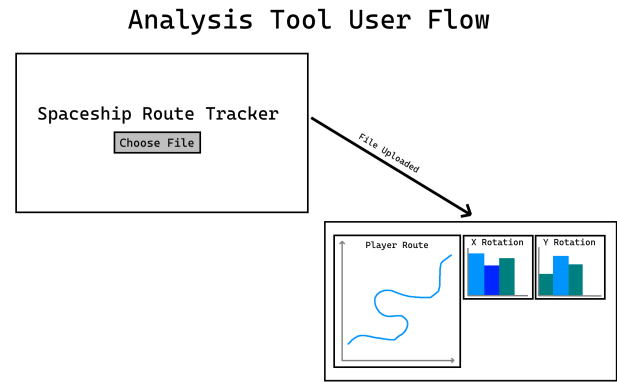 Analysis Tool User Flow
Spaceship Route Tracker
Choose File
File Uploaded
Player Route
X Rotation
Y Rotation